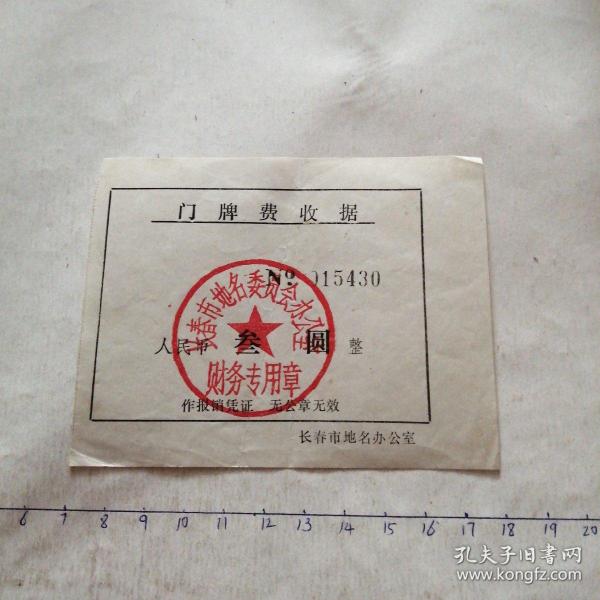 门牌费收据
№ 015430
长春市地名委员会办公室
人民币 叁 圆 整
财务专用章
作报销凭证 无公章无效
长春市地名办公室
6 7 8 9 10 11 12 13 14 15 16 17 18 19 20
孔夫子旧书网
www.kongfz.com